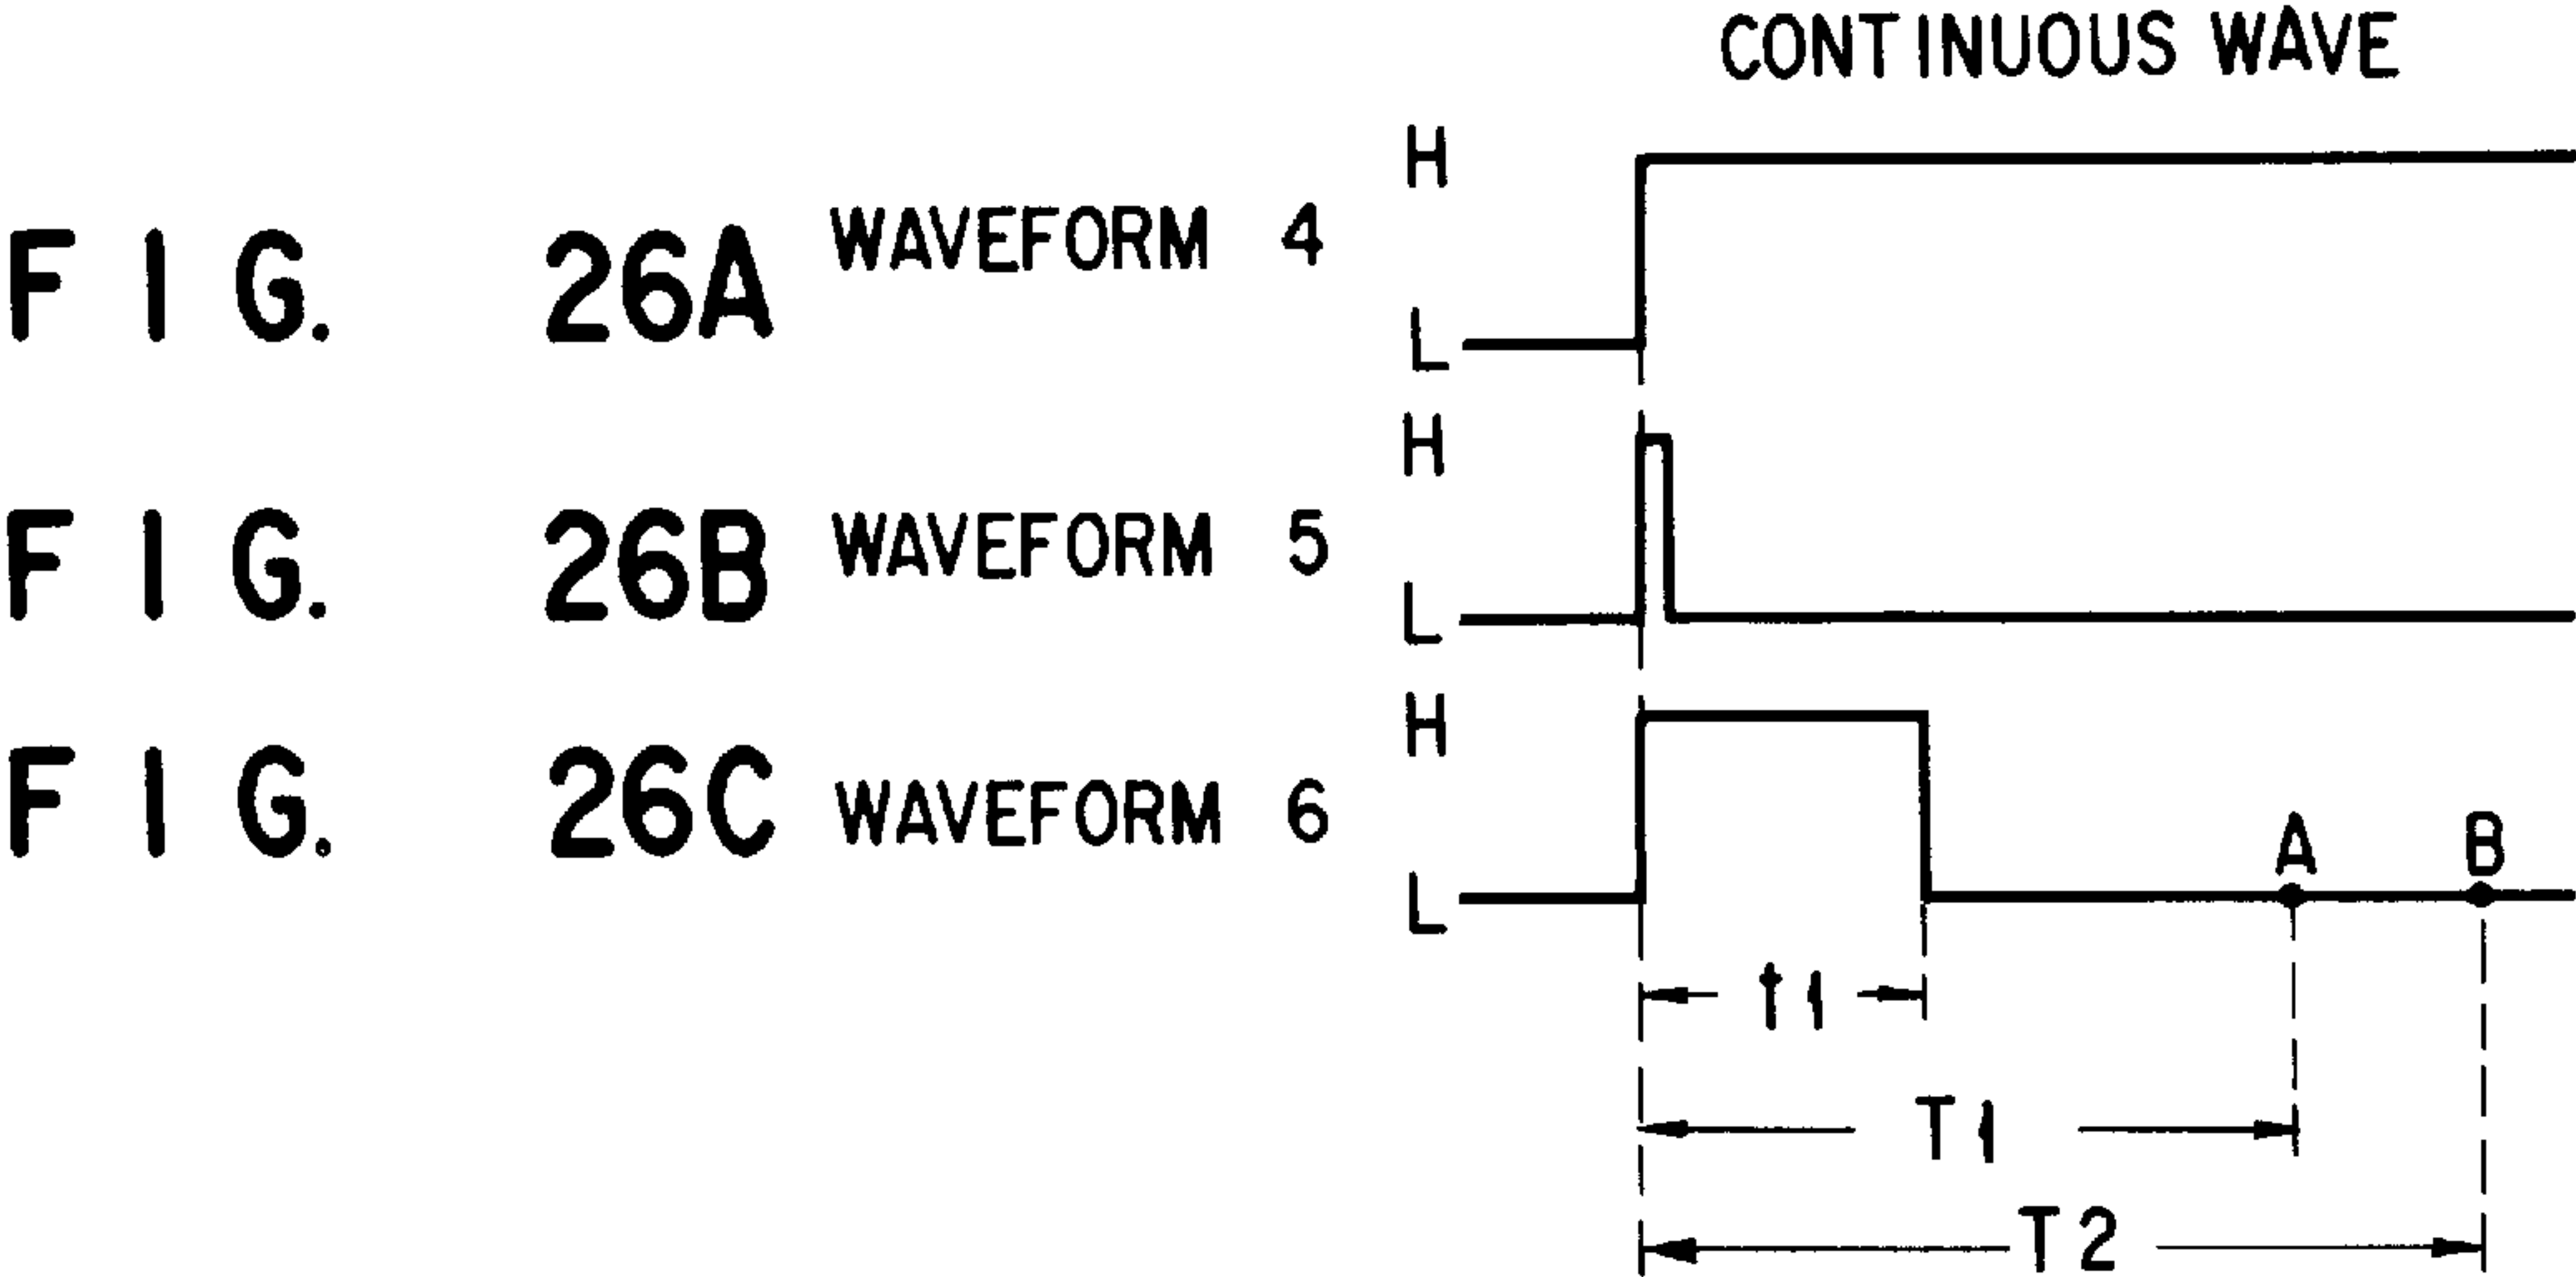 CONTINUOUS WAVE
FIG. 26A WAVEFORM 4
H
L
FIG. 26B WAVEFORM 5
H
L
FIG. 26C WAVEFORM 6
H
L
A
B
t1
T1
T2